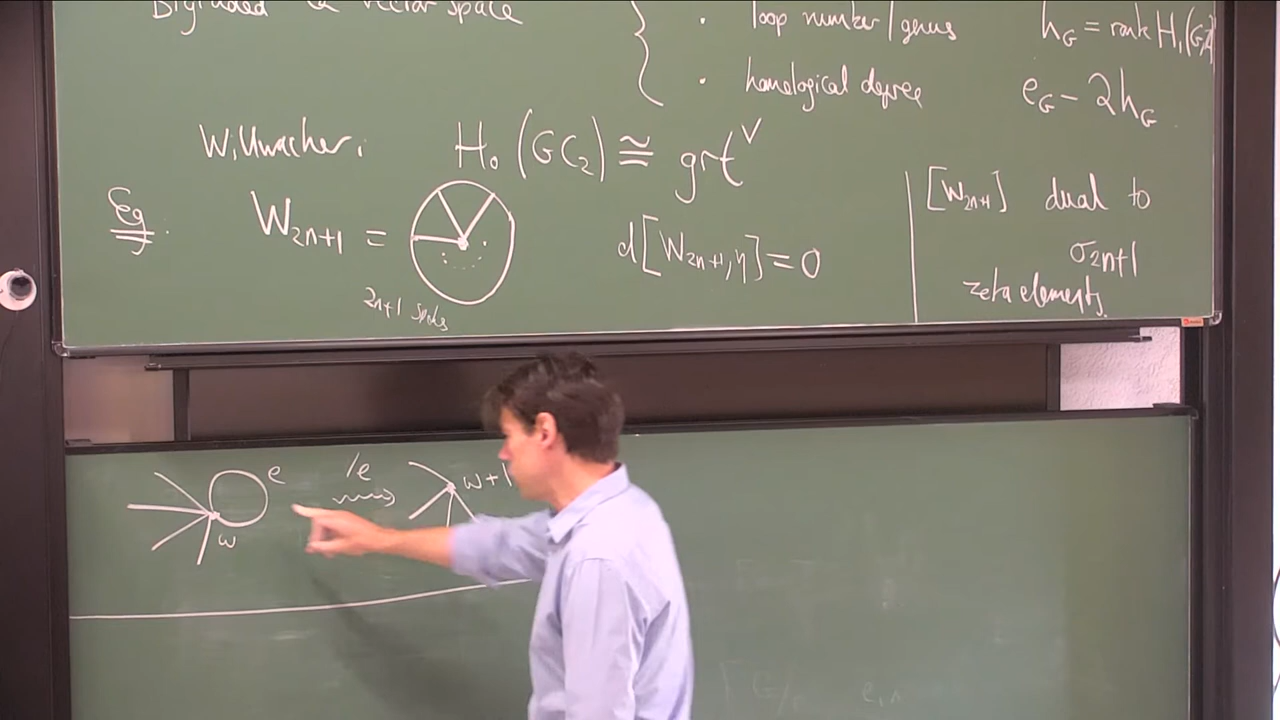 Bigraded vector space
· loop number/genus h_G = rank H_1(G;
· homological degree e_G - 2h_G
Willwacher. H_0 (GC_2) ≅ grt^∨
Eg. W_{2n+1} =
2n+1
d[W_{2n+1}, η] = 0
[W_{2n+1}] dual to
σ_{2n+1}
zeta elements.
e
/e
w+1
w